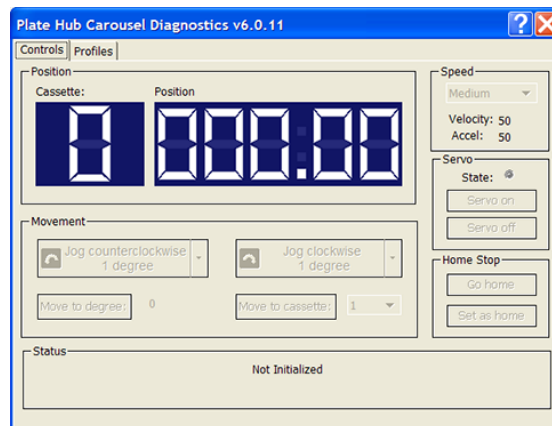 Plate Hub Carousel Diagnostics v6.0.11
Controls Profiles
Position
Cassette: Position
0 000.00
Speed
Medium
Velocity: 50
Accel: 50
Servo
State:
Servo on
Servo off
Movement
Jog counterclockwise
1 degree
Jog clockwise
1 degree
Move to degree: 0
Move to cassette: 1
Home Stop
Go home
Set as home
Status
Not Initialized